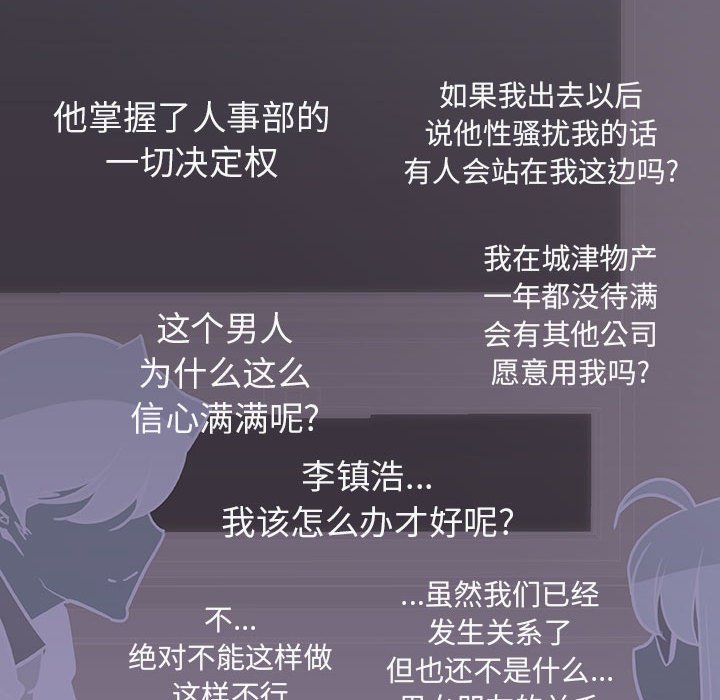 他掌握了人事部的
一切决定权
如果我出去以后
说他性骚扰我的话
有人会站在我这边吗?
我在城津物产
一年都没待满
会有其他公司
愿意用我吗?
这个男人
为什么这么
信心满满呢?
李镇浩...
我该怎么办才好呢?
...虽然我们已经
发生关系了
但也还不是什么...
不...
绝对不能这样做
这样不行